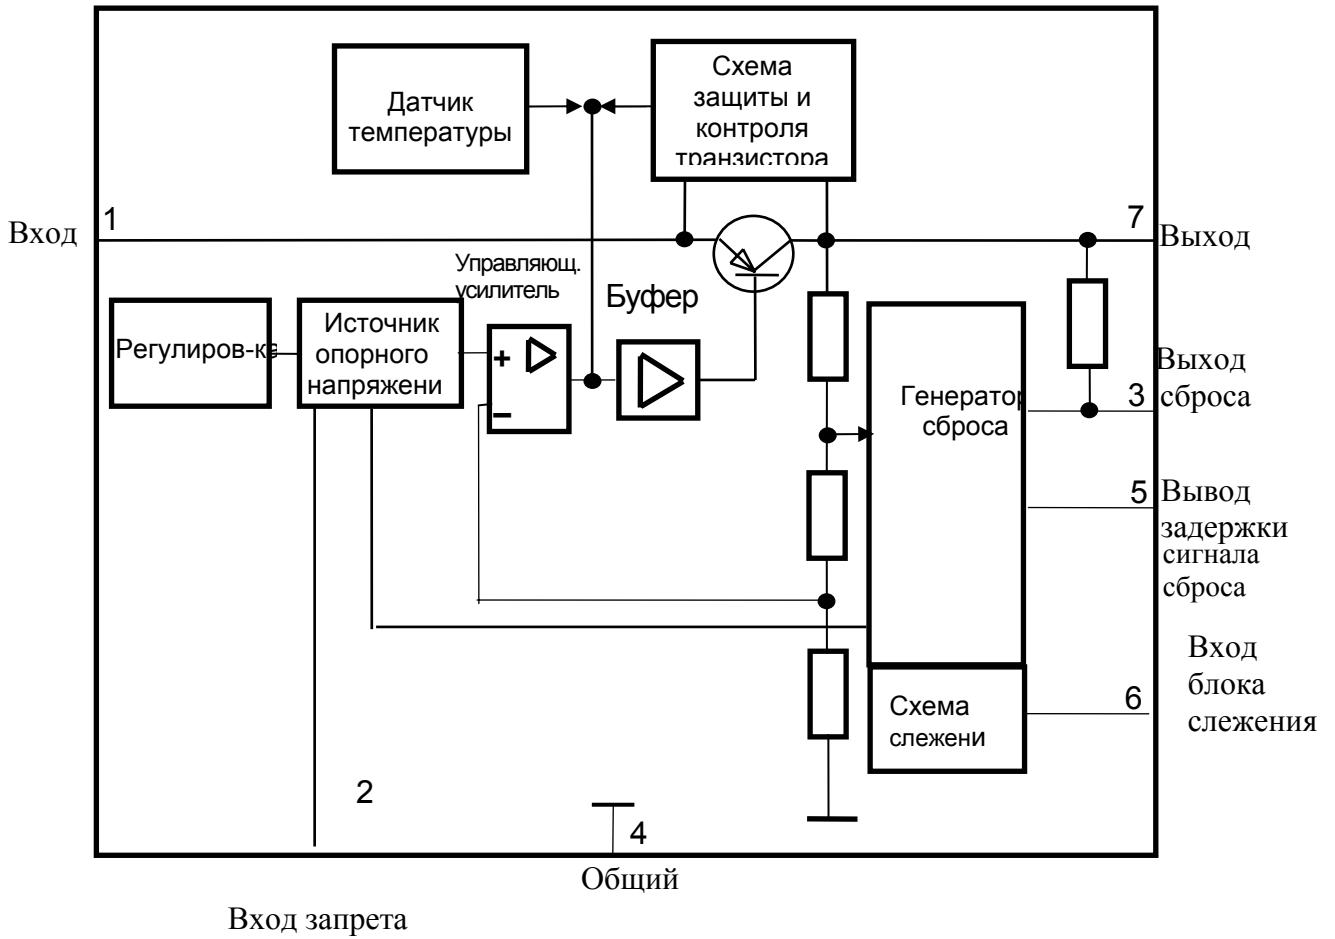 Датчик
температуры
Схема
защиты и
контроля
транзистора
1
Вход
7
Выход
Управляющ.
усилитель
Буфер
Регулиров-ка
Источник
опорного
напряжени
+
−
Генератор
сброса
Выход
3
сброса
5
Вывод
задержки
сигнала
сброса
Вход
блока
слежения
6
Схема
слежени
2
4
Общий
Вход запрета